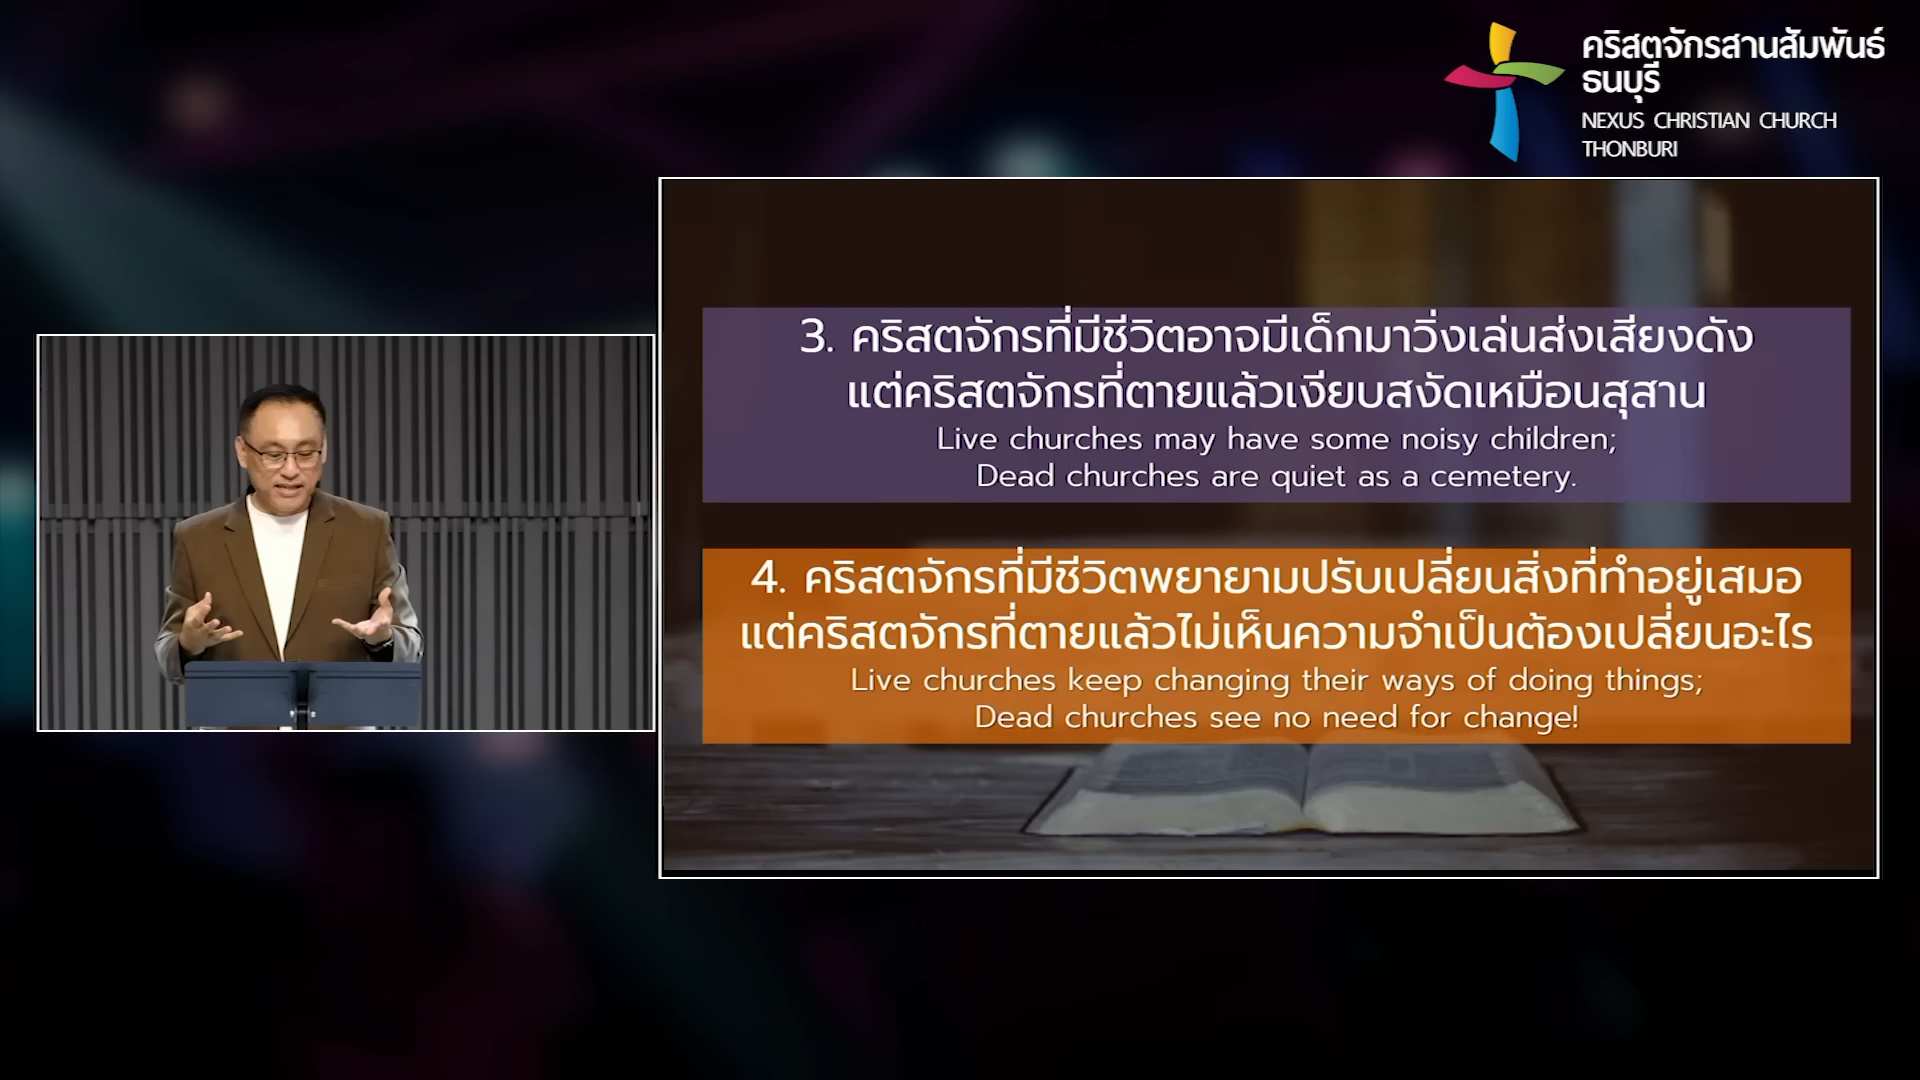 คริสตจักรสานสัมพันธ์
ธนบุรี
NEXUS CHRISTIAN CHURCH
THONBURI
3. คริสตจักรที่มีชีวิตอาจมีเด็กมาวิ่งเล่นส่งเสียงดัง
แต่คริสตจักรที่ตายแล้วเงียบสงัดเหมือนสุสาน
Live churches may have some noisy children;
Dead churches are quiet as a cemetery.
4. คริสตจักรที่มีชีวิตพยายามปรับเปลี่ยนสิ่งที่ทำอยู่เสมอ
แต่คริสตจักรที่ตายแล้วไม่เห็นความจำเป็นต้องเปลี่ยนอะไร
Live churches keep changing their ways of doing things;
Dead churches see no need for change!